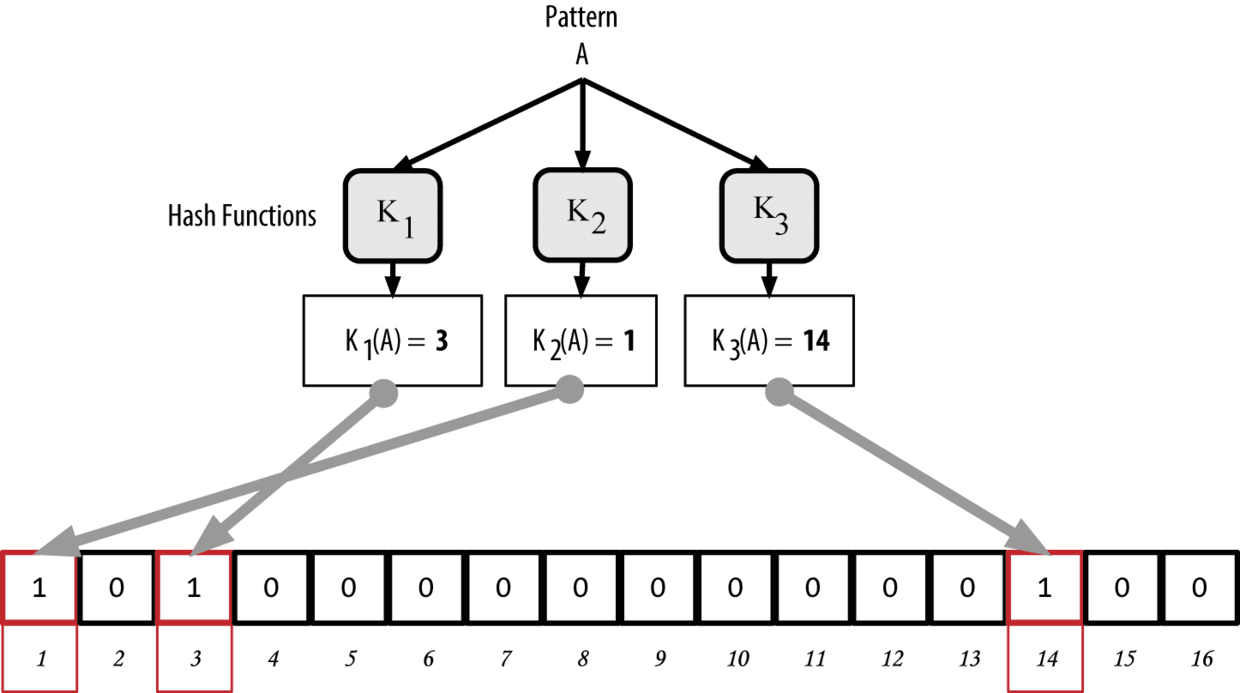 Pattern
A
Hash Functions
K1
K2
K3
K1(A) = 3
K2(A) = 1
K3(A) = 14
1 0 1 0 0 0 0 0 0 0 0 0 0 1 0 0
1 2 3 4 5 6 7 8 9 10 11 12 13 14 15 16